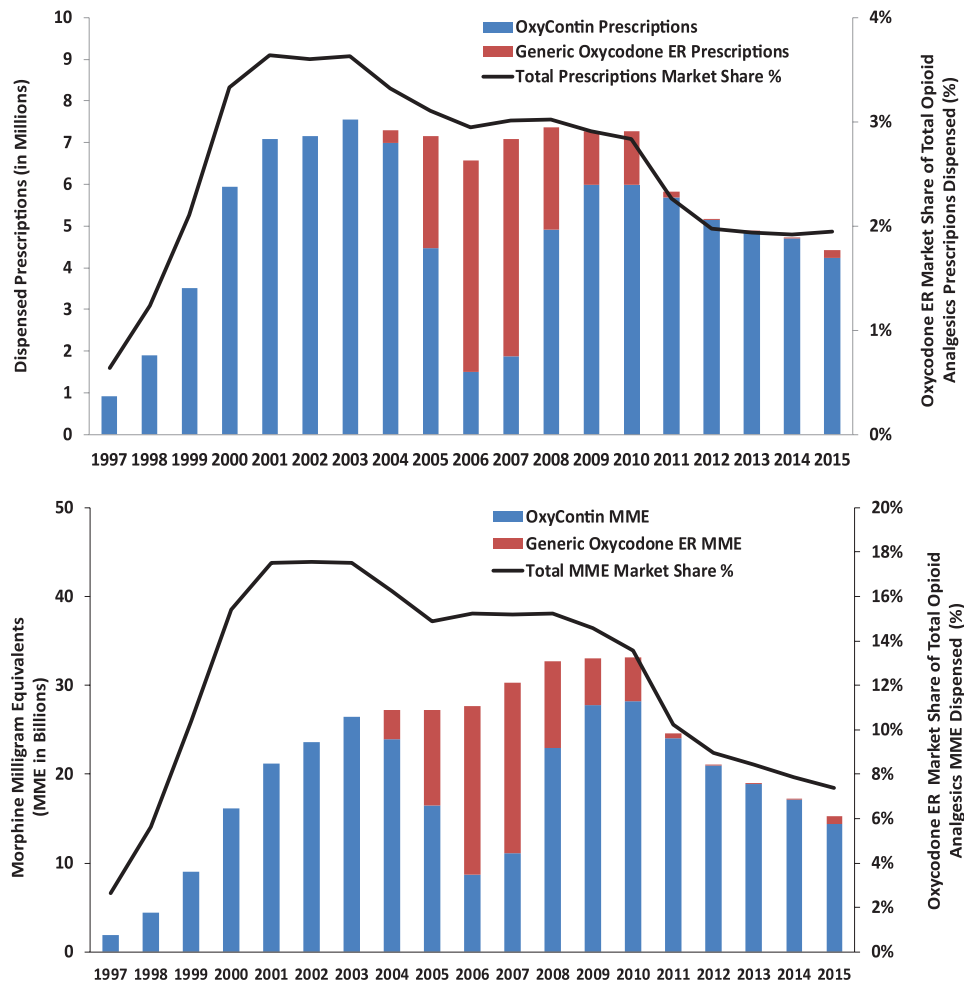 OxyContin Prescriptions
Generic Oxycodone ER Prescriptions
Total Prescriptions Market Share %
Dispensed Prescriptions (in Millions)
10
9
8
7
6
5
4
3
2
1
0
4%
3%
2%
1%
0%
Oxycodone ER Market Share of Total Opioid
Analgesics Prescripions Dispensed (%)
1997 1998 1999 2000 2001 2002 2003 2004 2005 2006 2007 2008 2009 2010 2011 2012 2013 2014 2015
OxyContin MME
Generic Oxycodone ER MME
Total MME Market Share %
Morphine Milligram Equivalents
(MME in Billions)
50
40
30
20
10
0
20%
18%
16%
14%
12%
10%
8%
6%
4%
2%
0%
Oxycodone ER Market Share of Total Opioid
Analgesics MME Dispensed (%)
1997 1998 1999 2000 2001 2002 2003 2004 2005 2006 2007 2008 2009 2010 2011 2012 2013 2014 2015